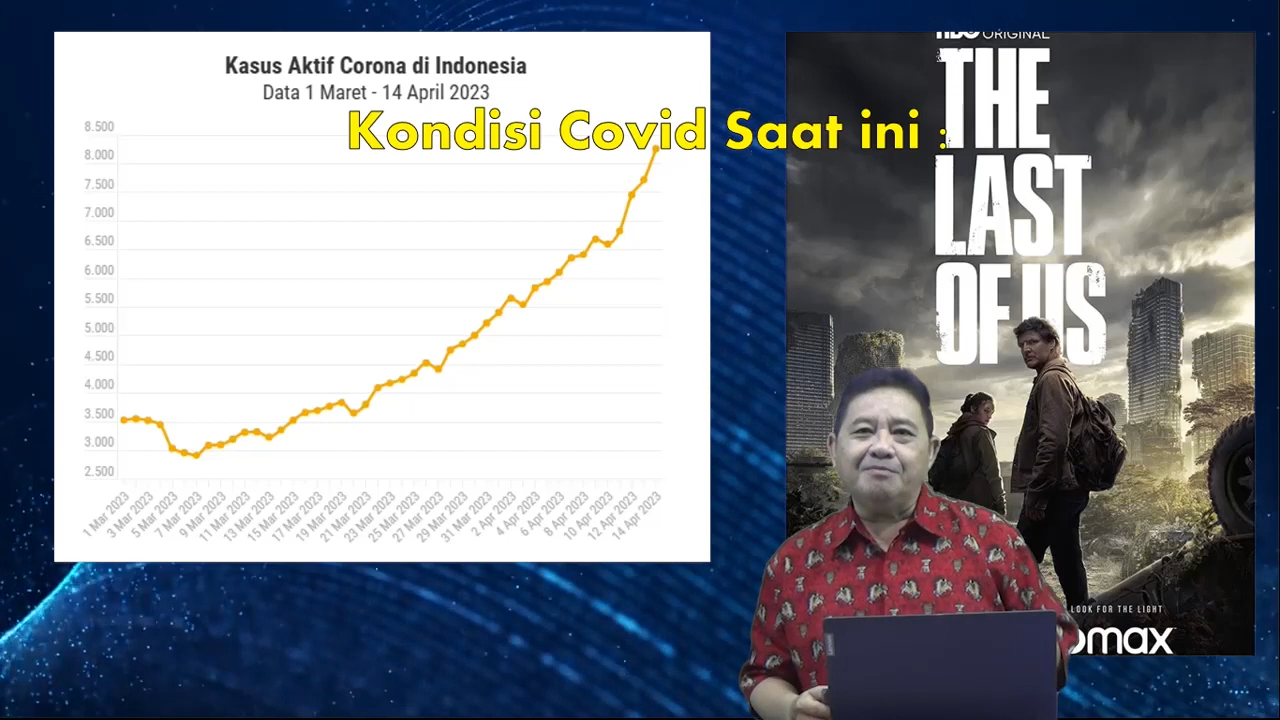 Kasus Aktif Corona di Indonesia
Data 1 Maret - 14 April 2023
Kondisi Covid Saat ini :
8.500
8.000
7.500
7.000
6.500
6.000
5.500
5.000
4.500
4.000
3.500
3.000
2.500
1 Mar 2023
3 Mar 2023
5 Mar 2023
7 Mar 2023
9 Mar 2023
11 Mar 2023
13 Mar 2023
15 Mar 2023
17 Mar 2023
19 Mar 2023
21 Mar 2023
23 Mar 2023
25 Mar 2023
27 Mar 2023
29 Mar 2023
31 Mar 2023
2 Apr 2023
4 Apr 2023
6 Apr 2023
8 Apr 2023
10 Apr 2023
12 Apr 2023
14 Apr 2023
HBO ORIGINAL
THE
LAST
OF US
LOOK FOR THE LIGHT
omax